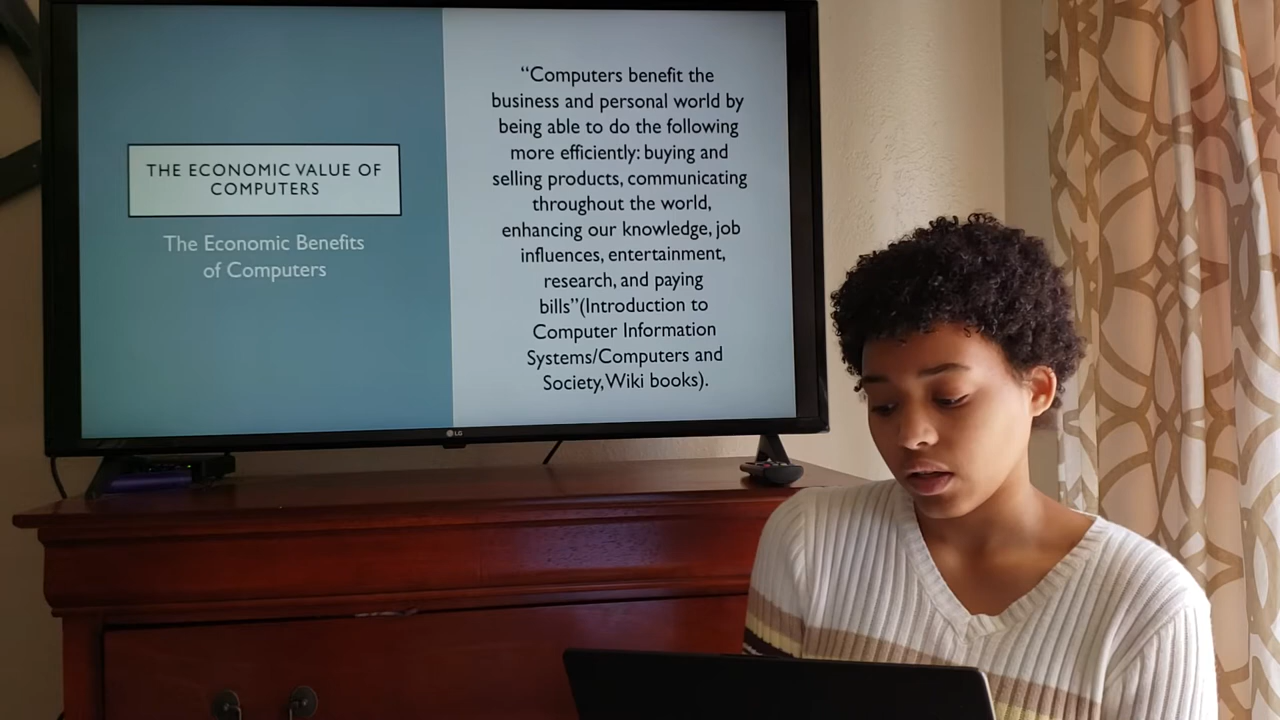 THE ECONOMIC VALUE OF
COMPUTERS
The Economic Benefits
of Computers
“Computers benefit the
business and personal world by
being able to do the following
more efficiently: buying and
selling products, communicating
throughout the world,
enhancing our knowledge, job
influences, entertainment,
research, and paying
bills”(Introduction to
Computer Information
Systems/Computers and
Society,Wiki books).
LG